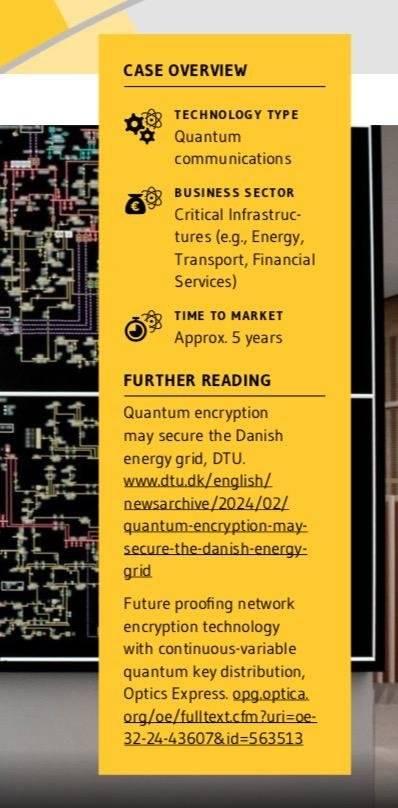 CASE OVERVIEW
TECHNOLOGY TYPE
Quantum
communications
BUSINESS SECTOR
Critical Infrastruc-
tures (e.g., Energy,
Transport, Financial
Services)
TIME TO MARKET
Approx. 5 years
FURTHER READING
Quantum encryption
may secure the Danish
energy grid, DTU.
www.dtu.dk/english/
newsarchive/2024/02/
quantum-encryption-may-
secure-the-danish-energy-
grid
Future proofing network
encryption technology
with continuous-variable
quantum key distribution,
Optics Express. opg.optica.
org/oe/fulltext.cfm?uri=oe-
32-24-43607&id=563513